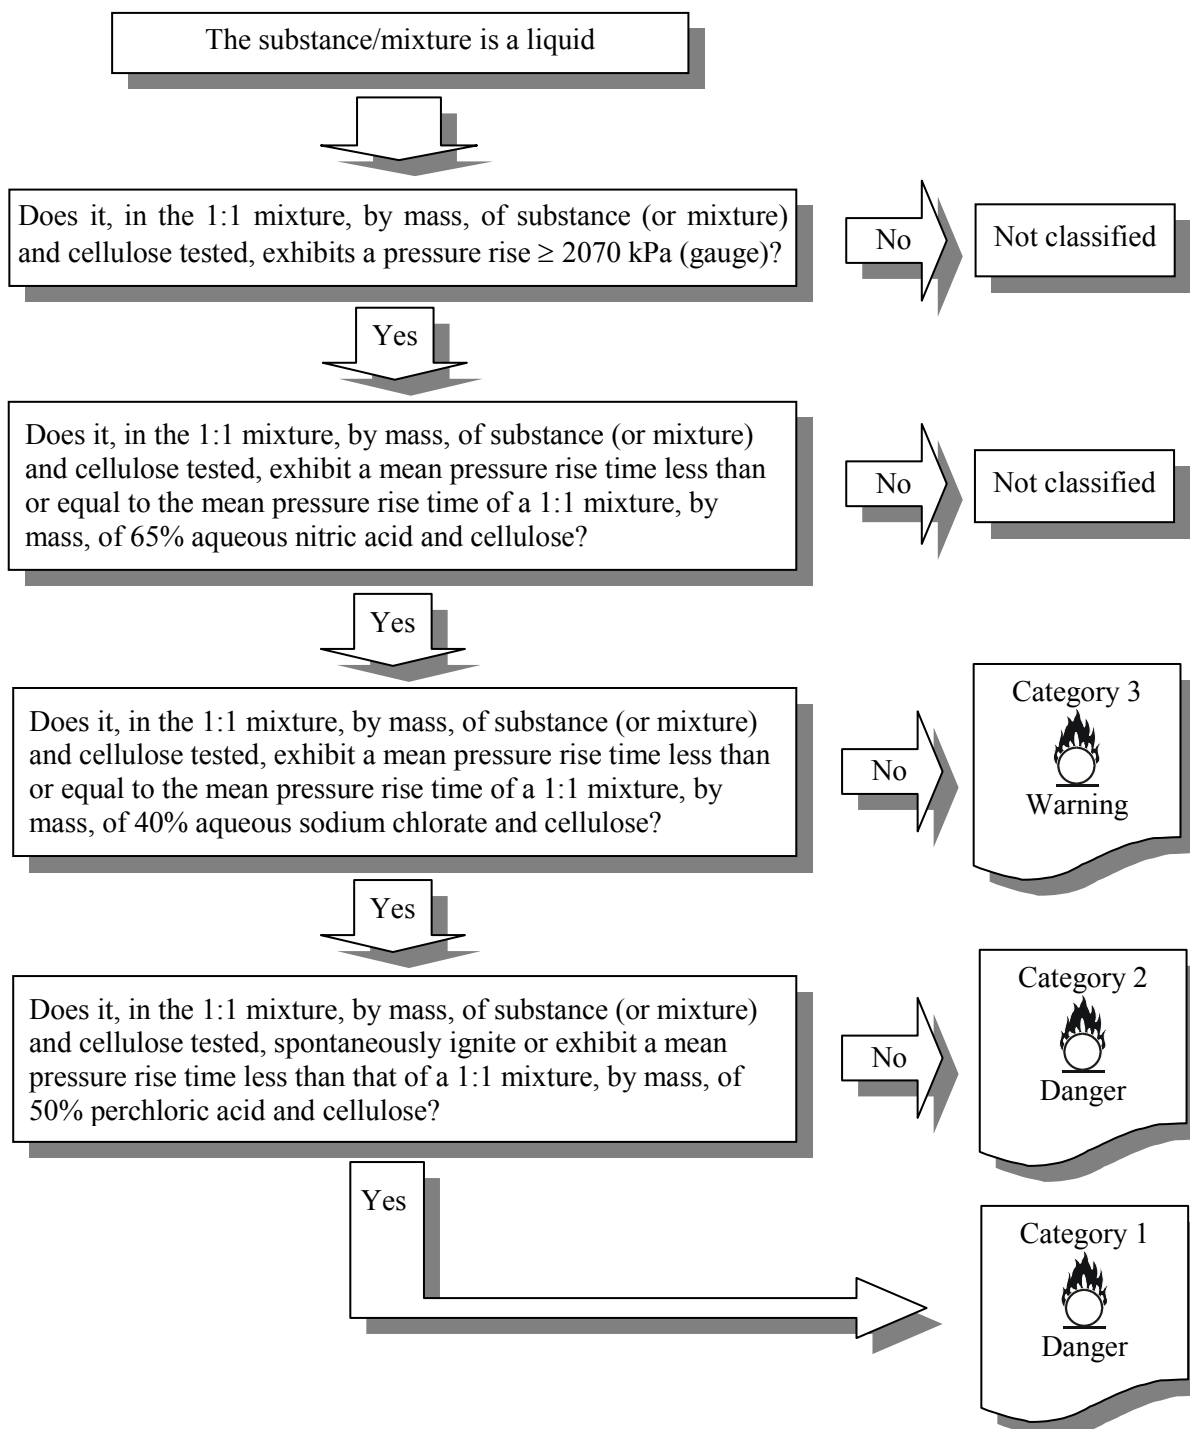 The substance/mixture is a liquid
Does it, in the 1:1 mixture, by mass, of substance (or mixture)
and cellulose tested, exhibits a pressure rise ≥ 2070 kPa (gauge)?
No
Not classified
Yes
Does it, in the 1:1 mixture, by mass, of substance (or mixture)
and cellulose tested, exhibit a mean pressure rise time less than
or equal to the mean pressure rise time of a 1:1 mixture, by
mass, of 65% aqueous nitric acid and cellulose?
No
Not classified
Yes
Does it, in the 1:1 mixture, by mass, of substance (or mixture)
and cellulose tested, exhibit a mean pressure rise time less than
or equal to the mean pressure rise time of a 1:1 mixture, by
mass, of 40% aqueous sodium chlorate and cellulose?
No
Category 3
Warning
Yes
Does it, in the 1:1 mixture, by mass, of substance (or mixture)
and cellulose tested, spontaneously ignite or exhibit a mean
pressure rise time less than that of a 1:1 mixture, by mass, of
50% perchloric acid and cellulose?
No
Category 2
Danger
Yes
Category 1
Danger